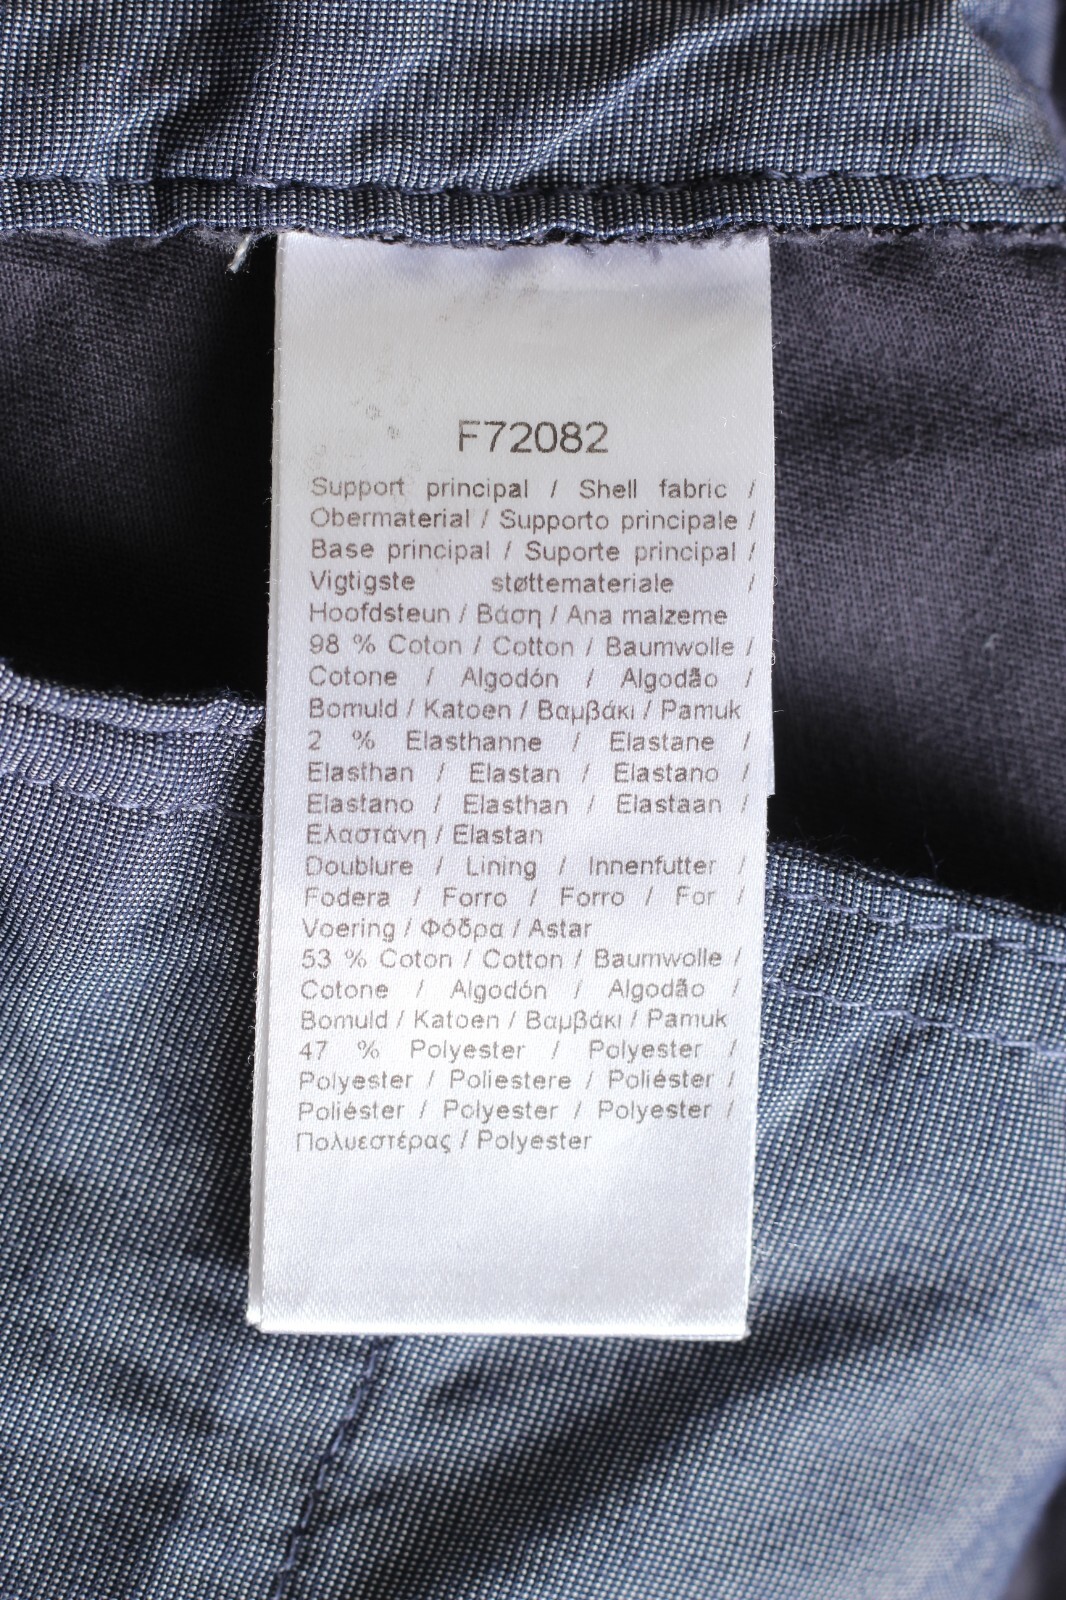 F72082
Support principal / Shell fabric /
Obermaterial / Supporto principale /
Base principal / Suporte principal /
Vigtigste støttemateriale /
Hoofdsteun / Βάση / Ana malzeme
98 % Coton / Cotton / Baumwolle /
Cotone / Algodón / Algodão /
Bomuld / Katoen / Βαμβάκι / Pamuk
2 % Elasthanne / Elastane /
Elasthan / Elastan / Elastano /
Elastano / Elasthan / Elastaan /
Ελαστάνη / Elastan
Doublure / Lining / Innenfutter /
Fodera / Forro / Forro / For /
Voering / Φόδρα / Astar
53 % Coton / Cotton / Baumwolle /
Cotone / Algodón / Algodão /
Bomuld / Katoen / Βαμβάκι / Pamuk
47 % Polyester / Polyester /
Polyester / Poliestere / Poliéster /
Poliéster / Polyester / Polyester /
Πολυεστέρας / Polyester